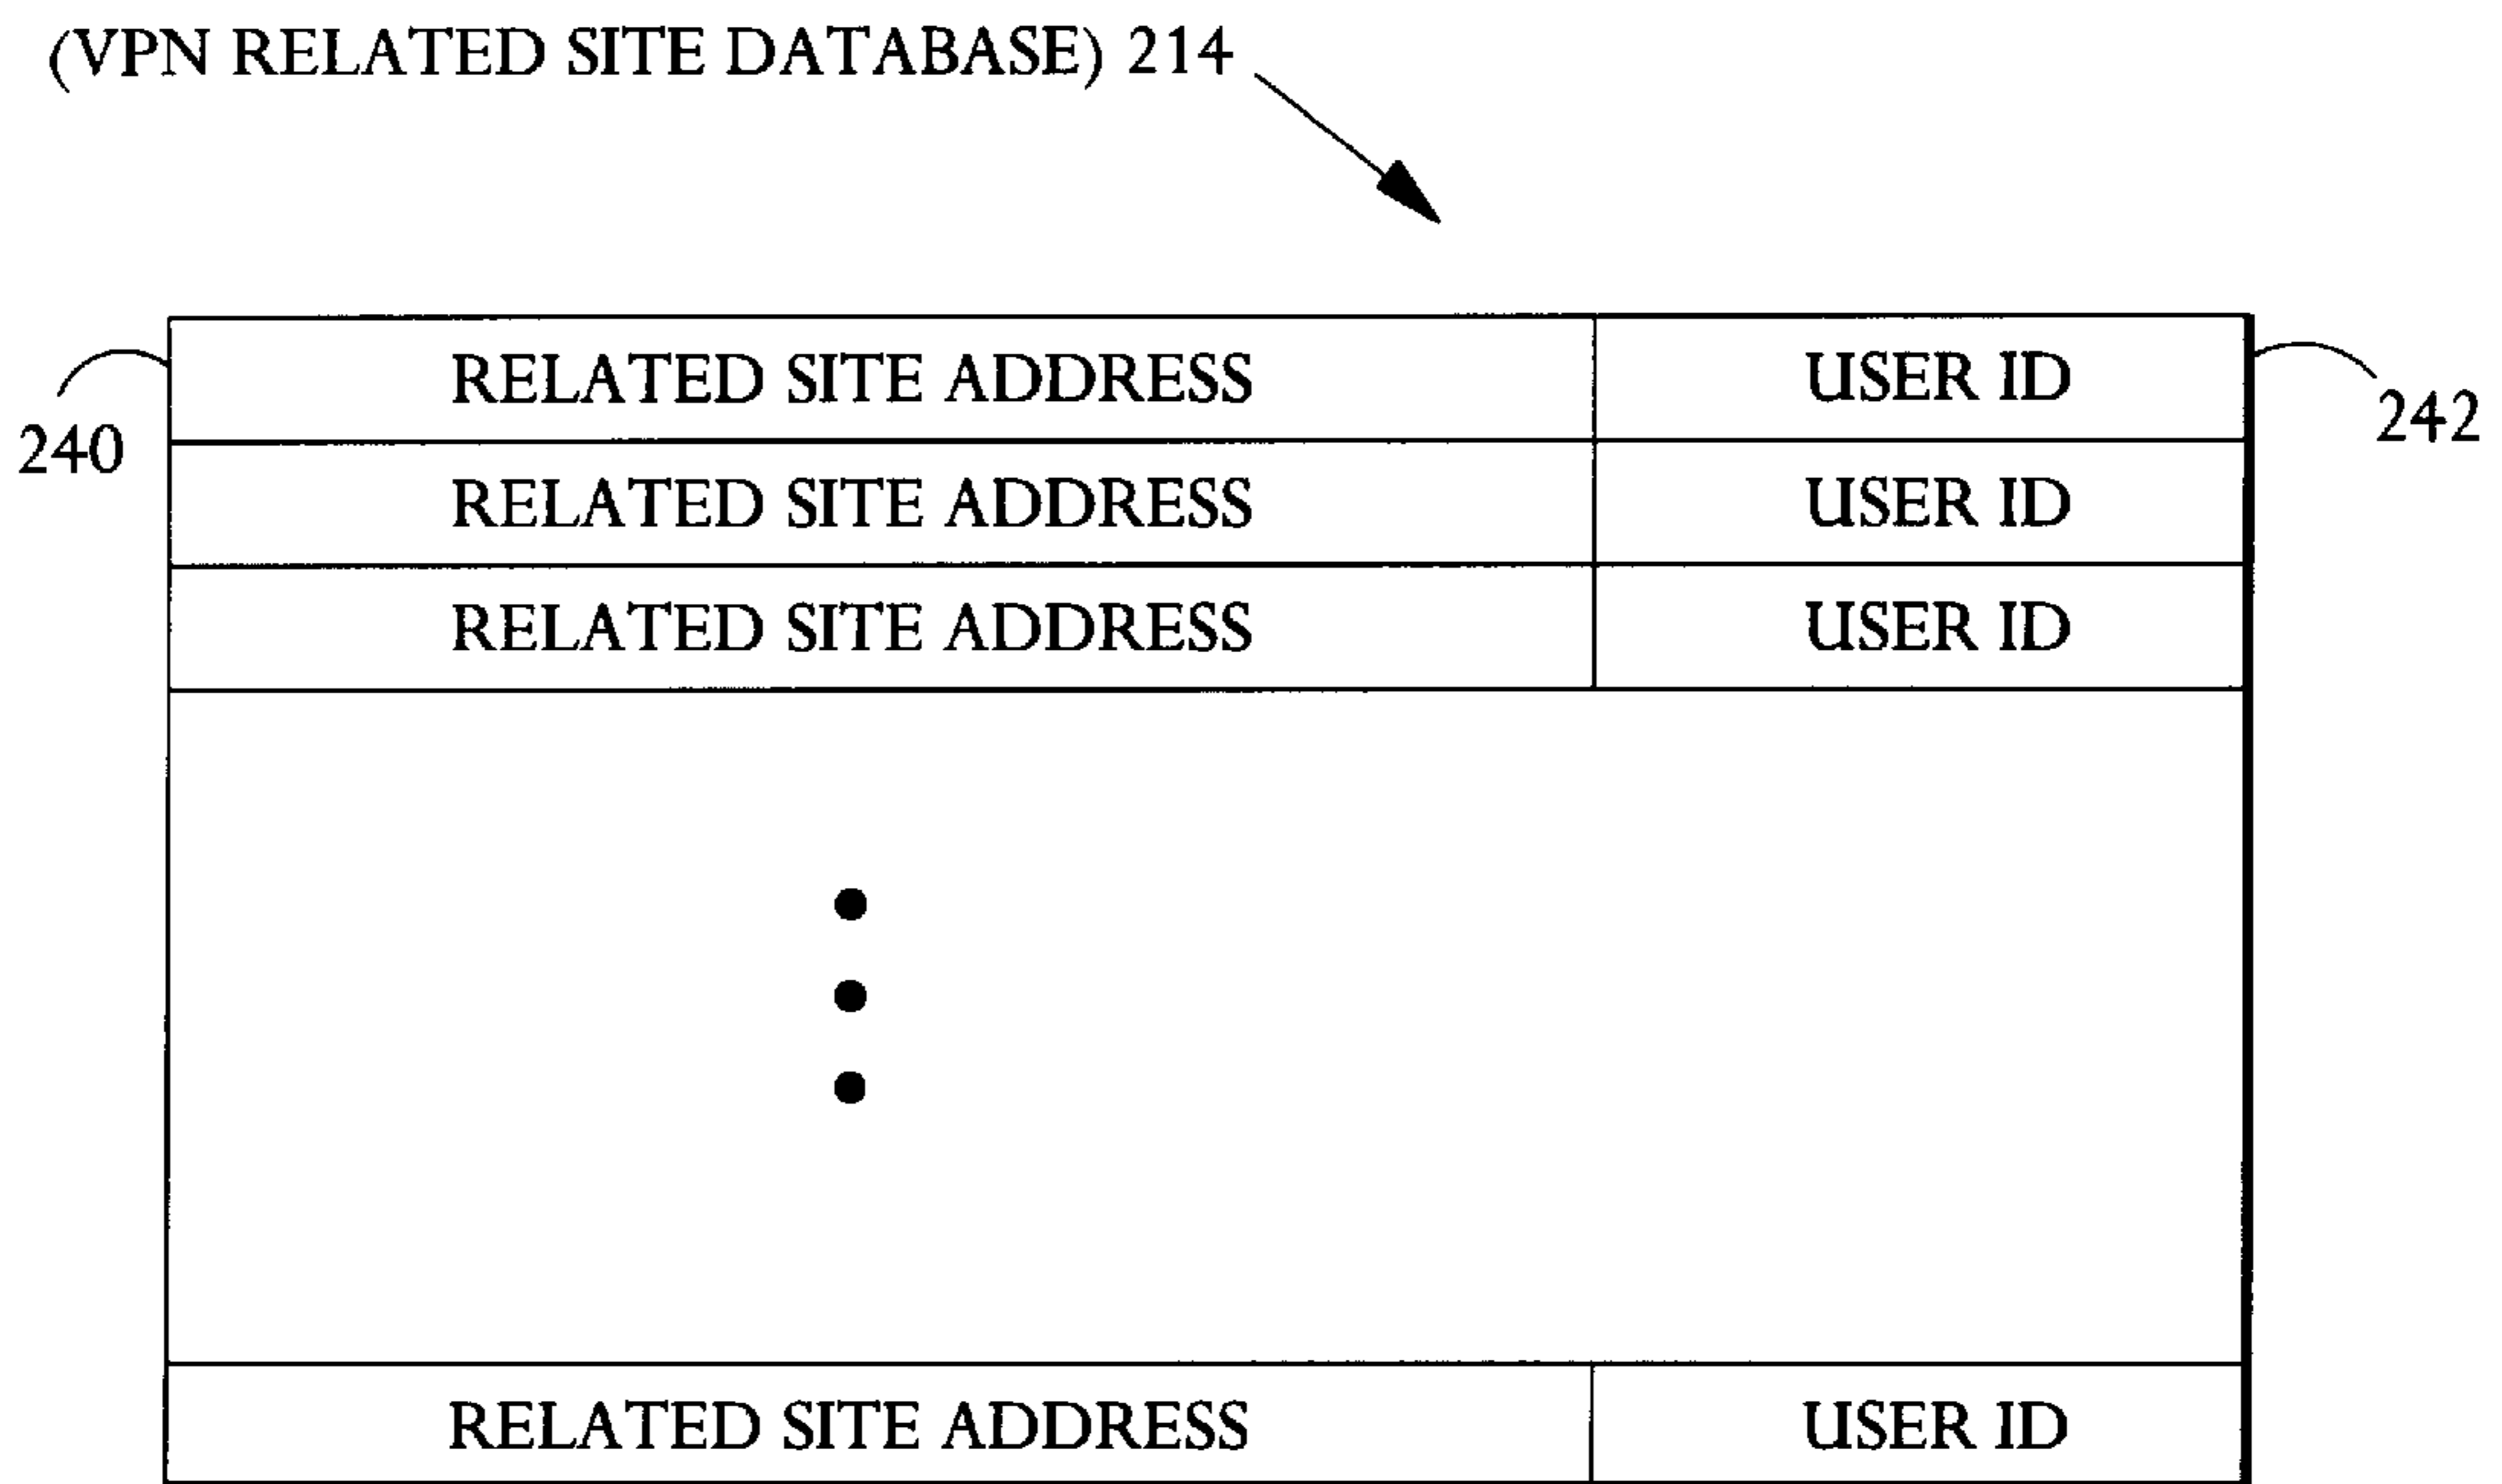 (VPN RELATED SITE DATABASE) 214
RELATED SITE ADDRESS USER ID
240 242
RELATED SITE ADDRESS USER ID
RELATED SITE ADDRESS USER ID
RELATED SITE ADDRESS USER ID